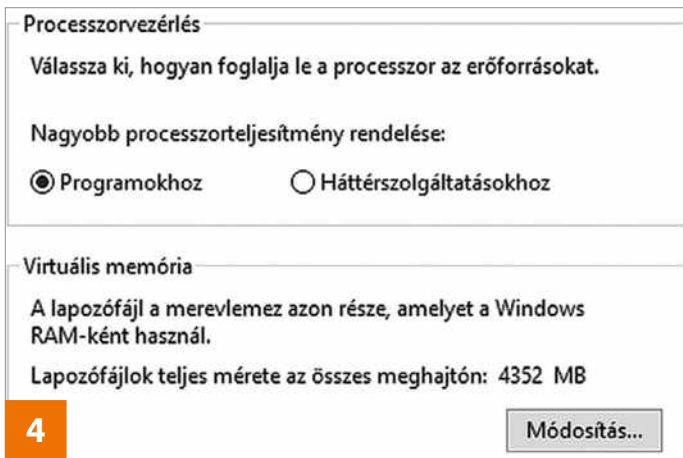 Processzorvezérlés
Válassza ki, hogyan foglalja le a processzor az erőforrásokat.
Nagyobb processzorteljesítmény rendelése:
Programokhoz Háttérszolgáltatásokhoz
Virtuális memória
A lapozófájl a merevlemez azon része, amelyet a Windows
RAM-ként használ.
Lapozófájlok teljes mérete az összes meghajtón: 4352 MB
4 Módosítás...